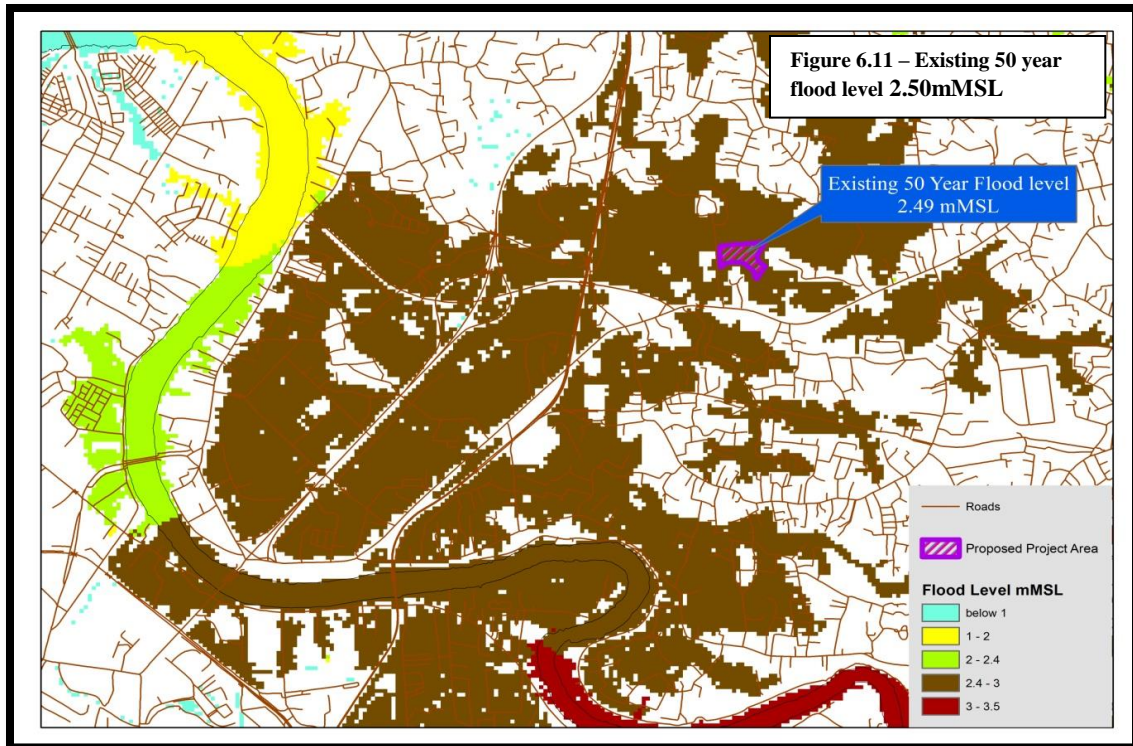 Figure 6.11 – Existing 50 year
flood level 2.50mMSL
Existing 50 Year Flood level
2.49 mMSL
Roads
Proposed Project Area
Flood Level mMSL
below 1
1 - 2
2 - 2.4
2.4 - 3
3 - 3.5